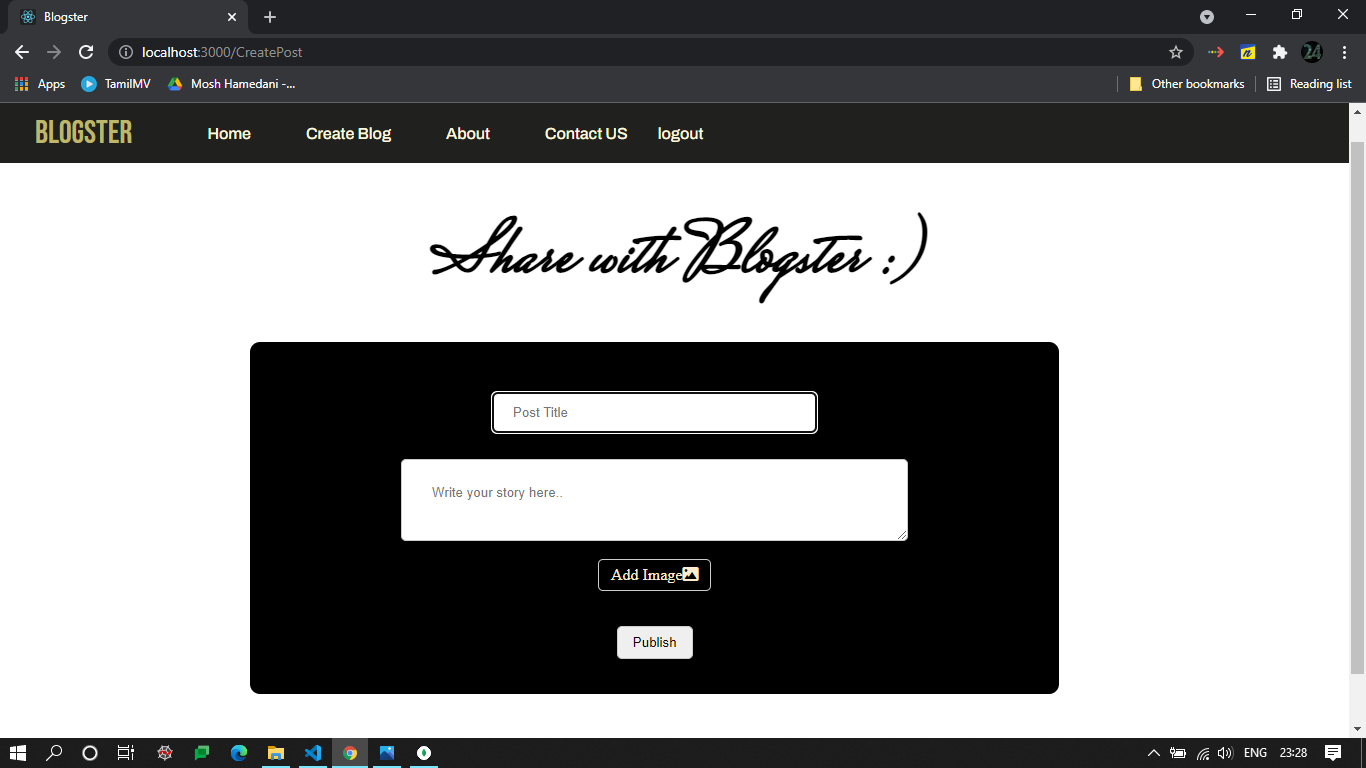 Blogster
localhost:3000/CreatePost
Apps TamilMV Mosh Hamedani -... Other bookmarks Reading list
BLOGSTER Home Create Blog About Contact US logout
Share with Blogster :)
Post Title
Write your story here..
Add Image
Publish
ENG 23:28